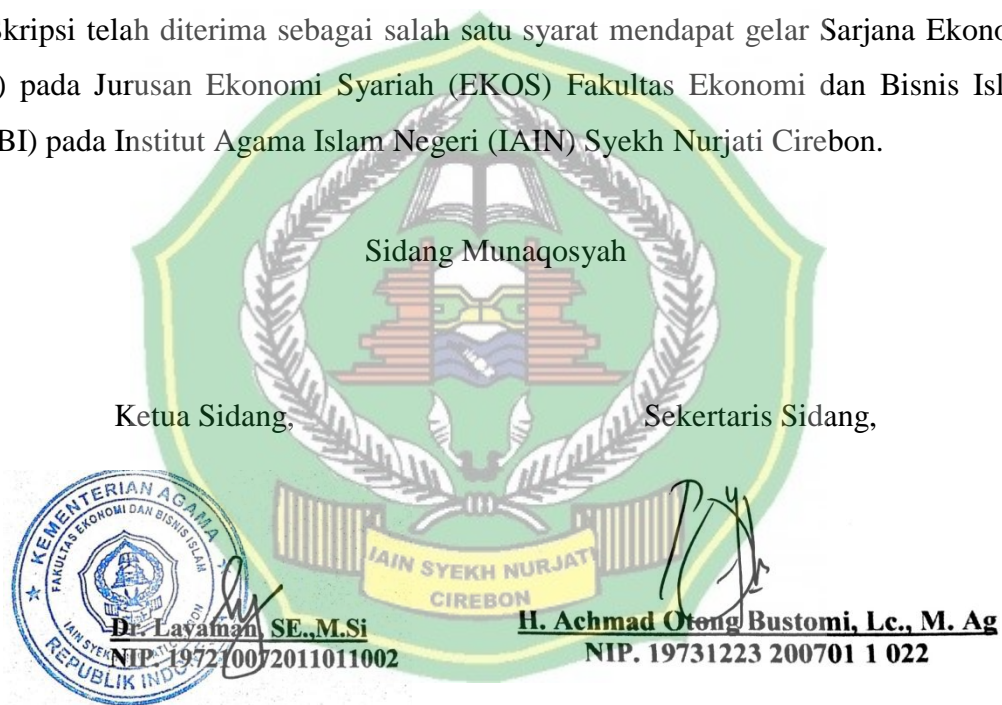 kripsi telah diterima sebagai salah satu syarat mendapat gelar Sarjana Ekono
) pada Jurusan Ekonomi Syariah (EKOS) Fakultas Ekonomi dan Bisnis Isl
BI) pada Institut Agama Islam Negeri (IAIN) Syekh Nurjati Cirebon.
Sidang Munaqosyah
Ketua Sidang,
Sekertaris Sidang,
KEMENTERIAN AGAMA
FAKULTAS EKONOMI DAN BISNIS ISLAM
IAIN SYEKH NURJATI CIREBON
REPUBLIK INDO
IAIN SYEKH NURJATI
CIREBON
Dr. Layaman, SE.,M.Si
NIP. 197210072011011002
H. Achmad Otong Bustomi, Lc., M. Ag
NIP. 19731223 200701 1 022